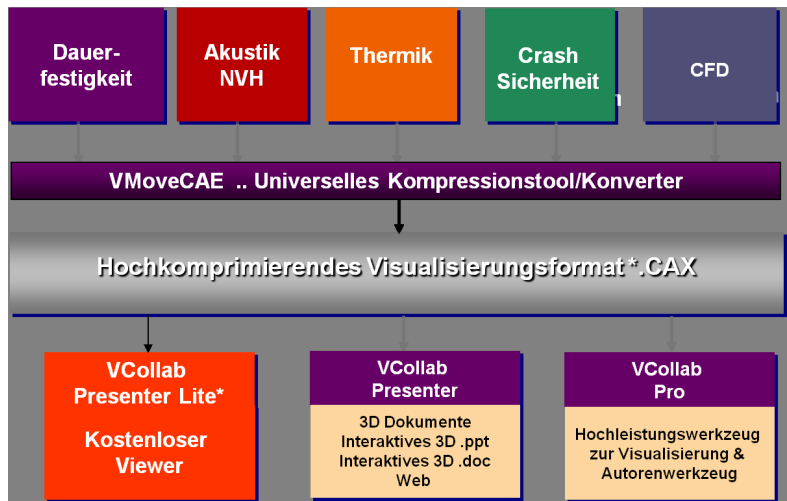 Dauer-
festigkeit
Akustik
NVH
Thermik
Crash
Sicherheit
n
CFD
n
VMoveCAE .. Universelles Kompressionstool/Konverter
Hochkomprimierendes Visualisierungsformat *.CAX
VCollab
Presenter Lite*
Kostenloser
Viewer
VCollab
Presenter
3D Dokumente
Interaktives 3D .ppt
Interaktives 3D .doc
Web
VCollab
Pro
Hochleistungswerkzeug
zur Visualisierung &
Autorenwerkzeug